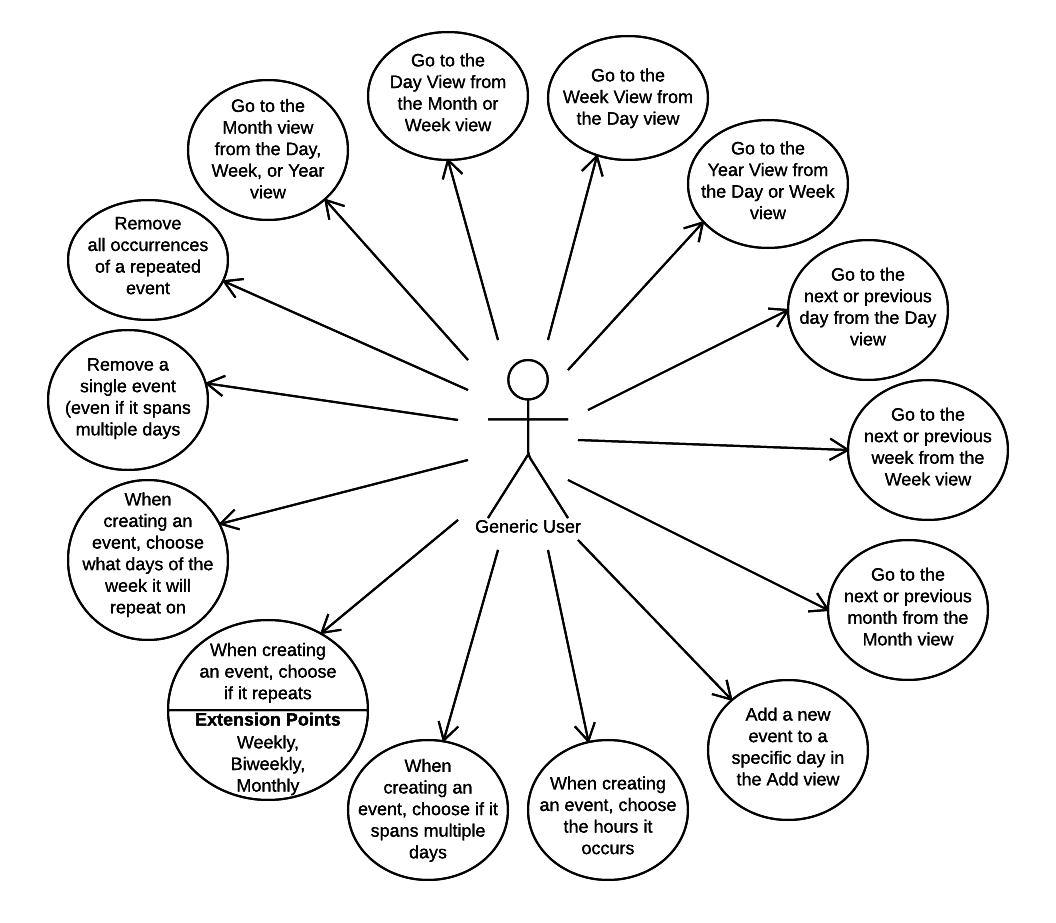 Go to the
Day View from
the Month or
Week view
Go to the
Week View from
the Day view
Go to the
Month view
from the Day,
Week, or Year
view
Go to the
Year View from
the Day or Week
view
Remove
all occurrences
of a repeated
event
Go to the
next or previous
day from the Day
view
Remove a
single event
(even if it spans
multiple days
Go to the
next or previous
week from the
Week view
When
creating an
event, choose
what days of the
week it will
repeat on
Generic User
Go to the
next or previous
month from the
Month view
When creating
an event, choose
if it repeats
Extension Points
Weekly,
Biweekly,
Monthly
Add a new
event to a
specific day in
the Add view
When
creating an
event, choose if it
spans multiple
days
When creating
an event, choose
the hours it
occurs